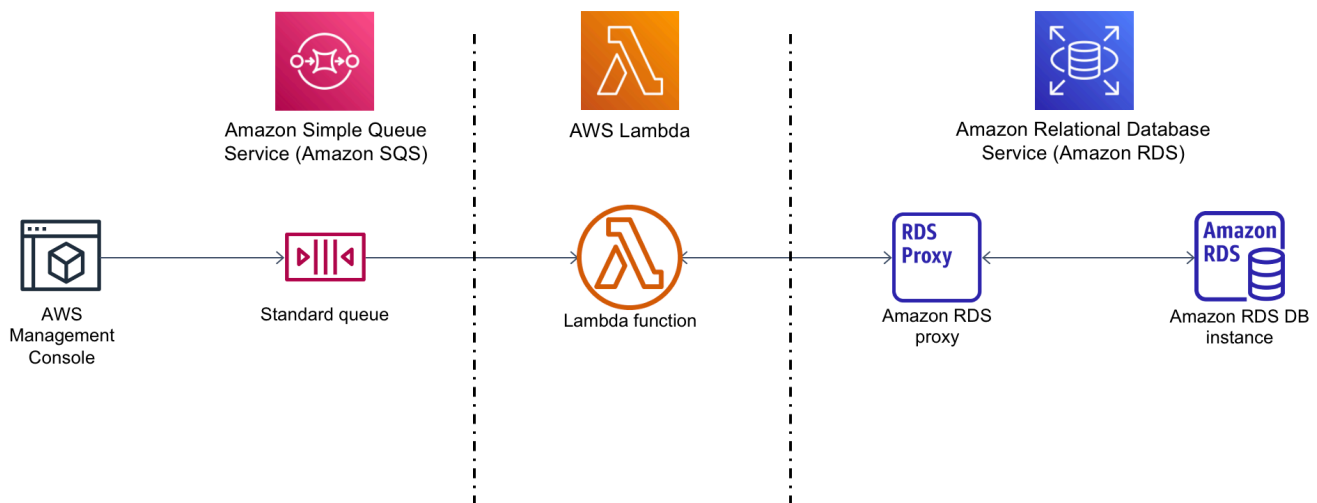 Amazon Simple Queue
Service (Amazon SQS)
AWS Lambda
Amazon Relational Database
Service (Amazon RDS)
AWS
Management
Console
Standard queue
Lambda function
RDS
Proxy
Amazon RDS
proxy
Amazon
RDS
Amazon RDS DB
instance